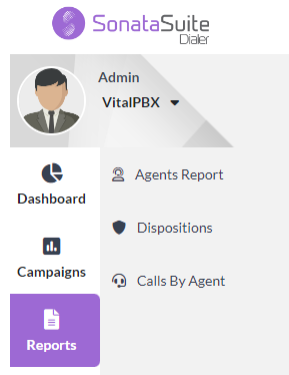 SonataSuite
Dialer
Admin
VitalPBX
Dashboard
Agents Report
Dispositions
Campaigns
Calls By Agent
Reports